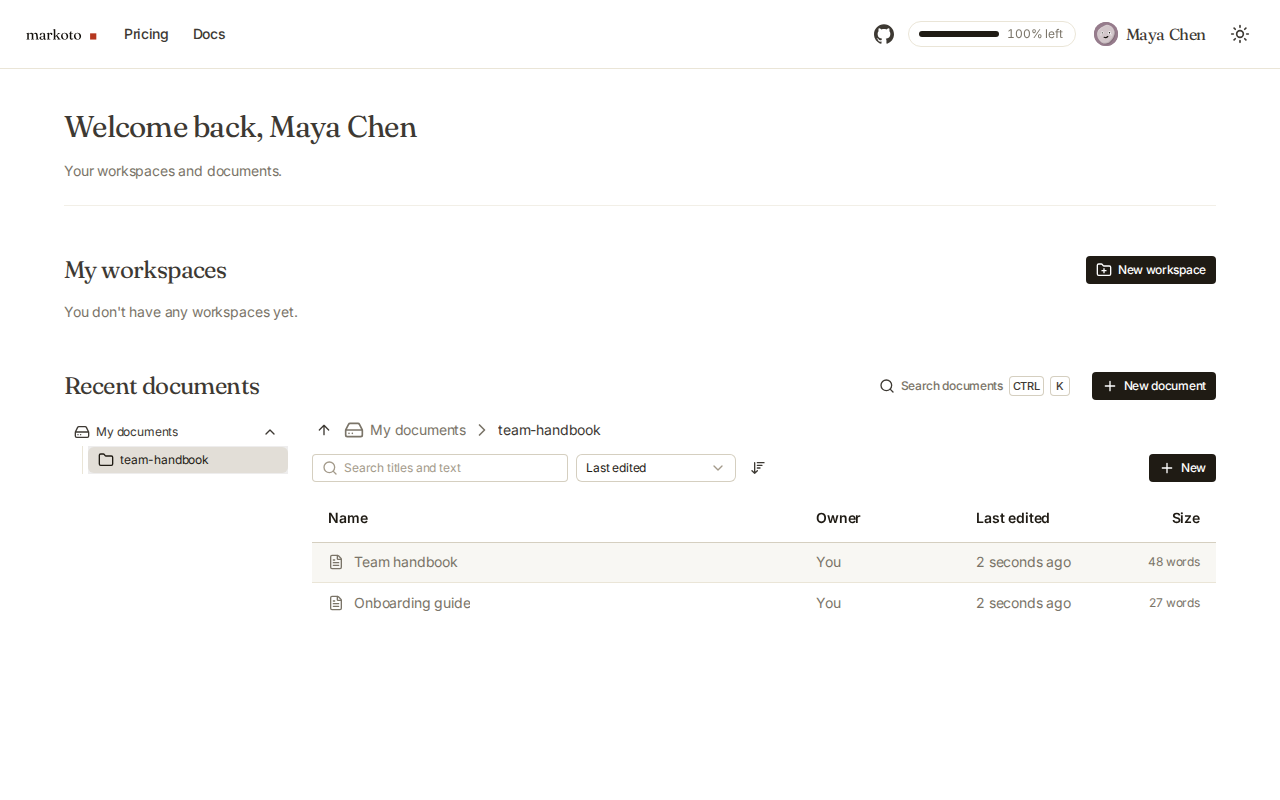 markoto Pricing Docs 100% left Maya Chen
Welcome back, Maya Chen
Your workspaces and documents.
My workspaces New workspace
You don't have any workspaces yet.
Recent documents Search documents CTRL K New document
My documents My documents team-handbook
team-handbook Search titles and text Last edited New
Name Owner Last edited Size
Team handbook You 2 seconds ago 48 words
Onboarding guide You 2 seconds ago 27 words